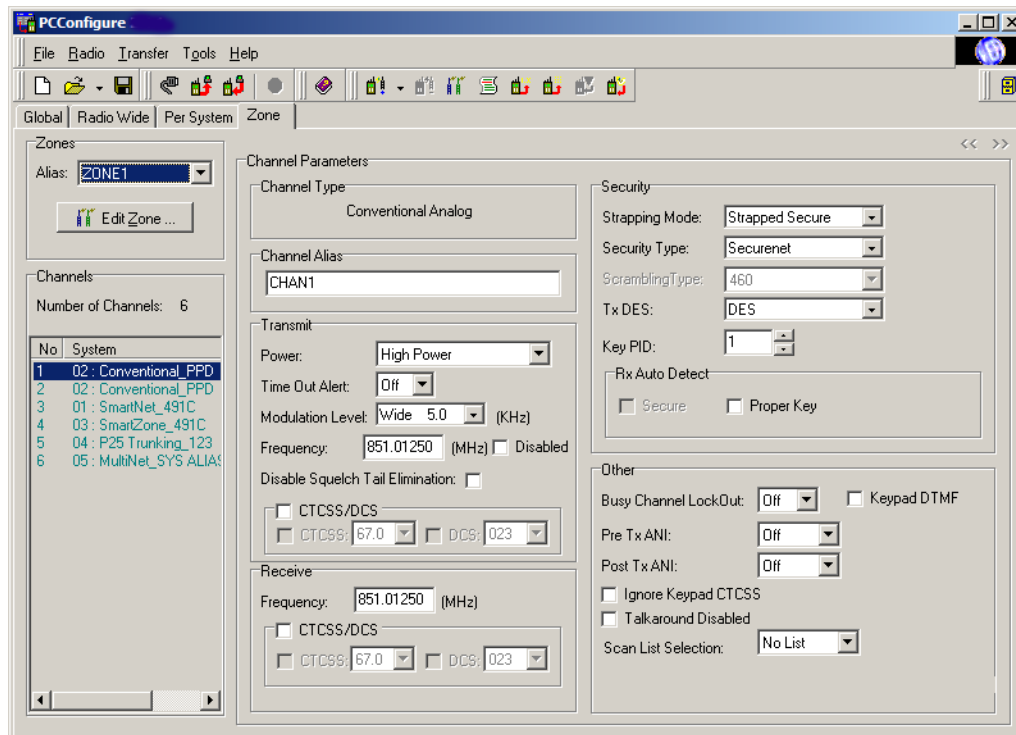 PCConfigure
File Radio Transfer Tools Help
Global Radio Wide Per System Zone
<< >>
Zones
Alias: ZONE1
Edit Zone ...
Channels
Number of Channels: 6
No System
1 02 : Conventional_PPD
2 02 : Conventional_PPD
3 01 : SmartNet_491C
4 03 : SmartZone_491C
5 04 : P25 Trunking_123
6 05 : MultiNet_SYS ALIAS
Channel Parameters
Channel Type
Conventional Analog
Channel Alias
CHAN1
Transmit
Power: High Power
Time Out Alert: Off
Modulation Level: Wide 5.0 (KHz)
Frequency: 851.01250 (MHz) Disabled
Disable Squelch Tail Elimination:
CTCSS/DCS
CTCSS: 67.0 DCS: 023
Receive
Frequency: 851.01250 (MHz)
CTCSS/DCS
CTCSS: 67.0 DCS: 023
Security
Strapping Mode: Strapped Secure
Security Type: Securenet
ScramblingType: 460
Tx DES: DES
Key PID: 1
Rx Auto Detect
Secure Proper Key
Other
Busy Channel LockOut: Off Keypad DTMF
Pre Tx ANI: Off
Post Tx ANI: Off
Ignore Keypad CTCSS
Talkaround Disabled
Scan List Selection: No List